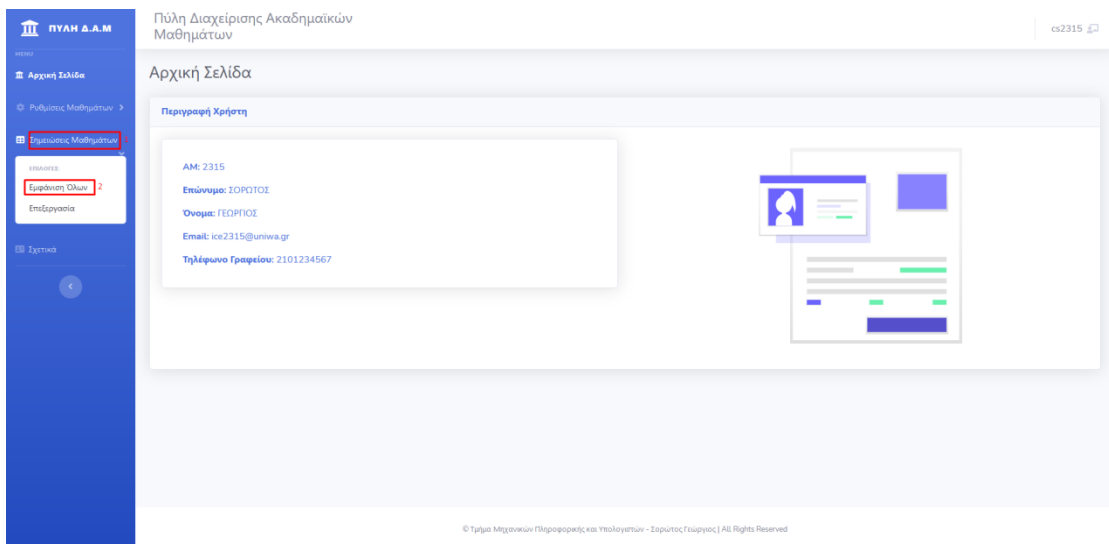 ΠΥΛΗ Δ.Α.Μ
Πύλη Διαχείρισης Ακαδημαϊκών
Μαθημάτων
cs2315
MENU
Αρχική Σελίδα
Ρυθμίσεις Μαθημάτων
Σημειώσεις Μαθημάτων 1
ΕΠΙΛΟΓΕΣ
Εμφάνιση Όλων 2
Επεξεργασία
Σχετικά
Αρχική Σελίδα
Περιγραφή Χρήστη
ΑΜ: 2315
Επώνυμο: ΣΟΡΩΤΟΣ
Όνομα: ΓΕΩΡΓΙΟΣ
Email: ice2315@uniwa.gr
Τηλέφωνο Γραφείου: 2101234567
© Τμήμα Μηχανικών Πληροφορικής και Υπολογιστών - Σορώτος Γεώργιος | All Rights Reserved